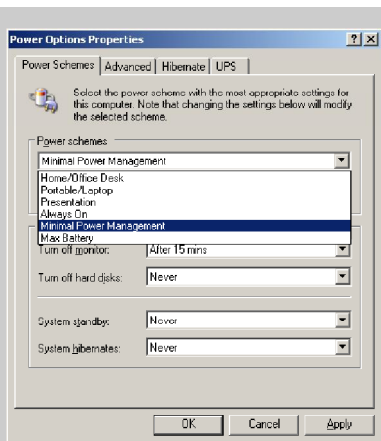 Power Options Properties
Power Schemes Advanced Hibernate UPS
Select the power scheme with the most appropriate settings for
this computer. Note that changing the settings below will modify
the selected scheme.
Power schemes
Minimal Power Management
Home/Office Desk
Portable/Laptop
Presentation
Always On
Minimal Power Management
Max Battery
Turn off monitor: After 15 mins
Turn off hard disks: Never
System standby: Never
System hibernates: Never
OK Cancel Apply